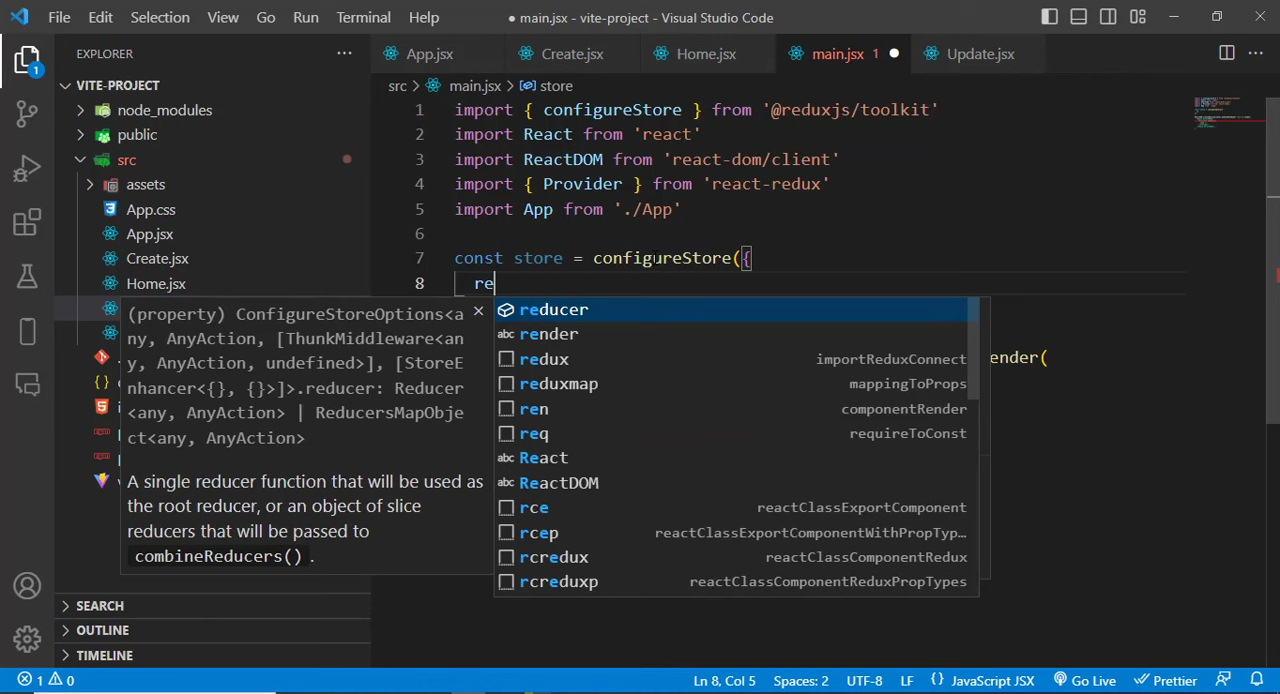 File Edit Selection View Go Run Terminal Help
● main.jsx - vite-project - Visual Studio Code
EXPLORER
App.jsx Create.jsx Home.jsx main.jsx 1 Update.jsx
1
VITE-PROJECT
src > main.jsx > store
node_modules
public
src
assets
App.css
App.jsx
Create.jsx
Home.jsx
1 import { configureStore } from '@reduxjs/toolkit'
2 import React from 'react'
3 import ReactDOM from 'react-dom/client'
4 import { Provider } from 'react-redux'
5 import App from './App'
6
7 const store = configureStore({
8 re
ender(
(property) ConfigureStoreOptions<a
ny, AnyAction, [ThunkMiddleware<an
y, AnyAction, undefined>], [StoreE
nhancer<{}, {}>]>.reducer: Reducer
<any, AnyAction> | ReducersMapObje
ct<any, AnyAction>
A single reducer function that will be used as
the root reducer, or an object of slice
reducers that will be passed to
combineReducers() .
reducer
render
redux importReduxConnect
reduxmap mappingToProps
ren componentRender
req requireToConst
React
ReactDOM
rce reactClassExportComponent
rcep reactClassExportComponentWithPropTyp…
rcredux reactClassComponentRedux
rcreduxp reactClassComponentReduxPropTypes
SEARCH
OUTLINE
TIMELINE
1 0 Ln 8, Col 5 Spaces: 2 UTF-8 LF {} JavaScript JSX Go Live Prettier